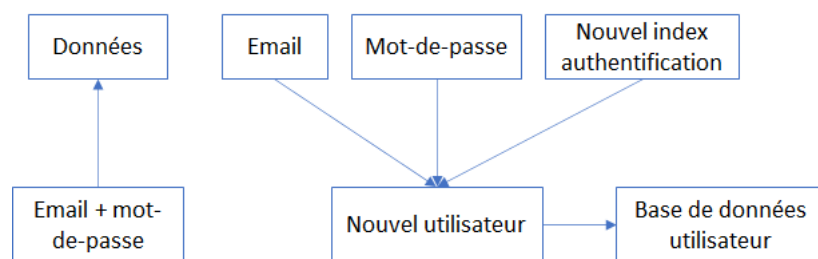 Données
Email
Mot-de-passe
Nouvel index
authentification
Email + mot-
de-passe
Nouvel utilisateur
Base de données
utilisateur